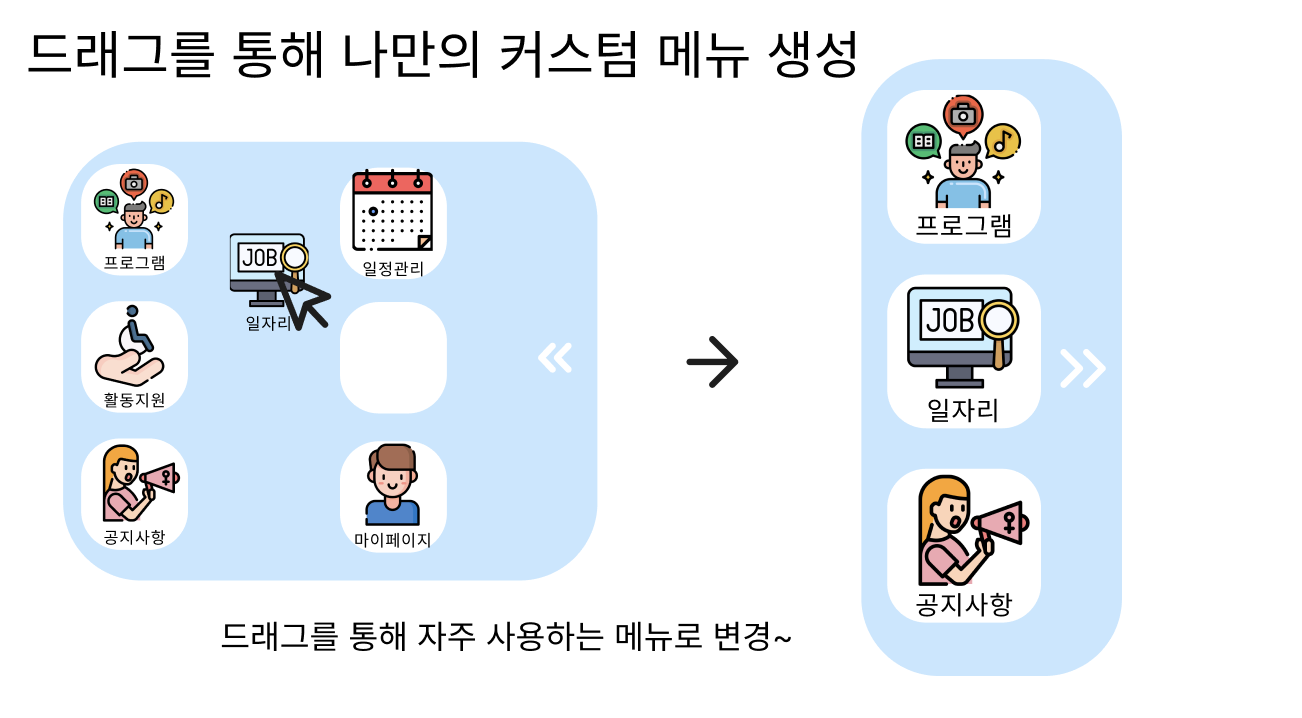 드래그를 통해 나만의 커스텀 메뉴 생성
프로그램
일정관리
JOB
일자리
활동지원
공지사항
마이페이지
프로그램
JOB
일자리
공지사항
드래그를 통해 자주 사용하는 메뉴로 변경~